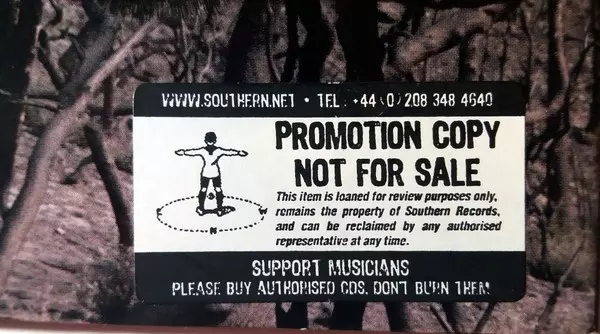 WWW.SOUTHERN.NET • TEL: +44 (0) 208 348 4640
PROMOTION COPY
NOT FOR SALE
This item is loaned for review purposes only,
remains the property of Southern Records,
and can be reclaimed by any authorised
representative at any time.
W
N
SUPPORT MUSICIANS
PLEASE BUY AUTHORISED CDS. DON'T BURN THEM